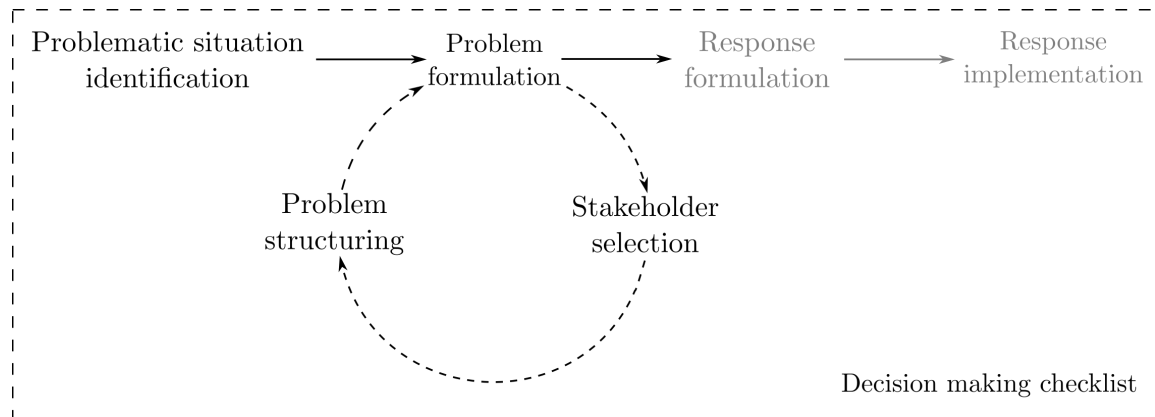 Problematic situation
identification
Problem
formulation
Response
formulation
Response
implementation
Problem
structuring
Stakeholder
selection
Decision making checklist